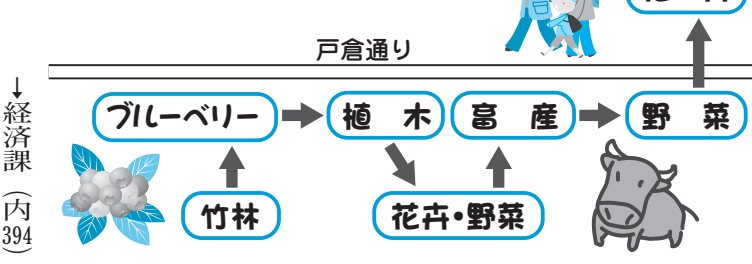 戸倉通り
ブルーベリー
植木
畜産
野菜
竹林
花卉・野菜
→経済課(内394)